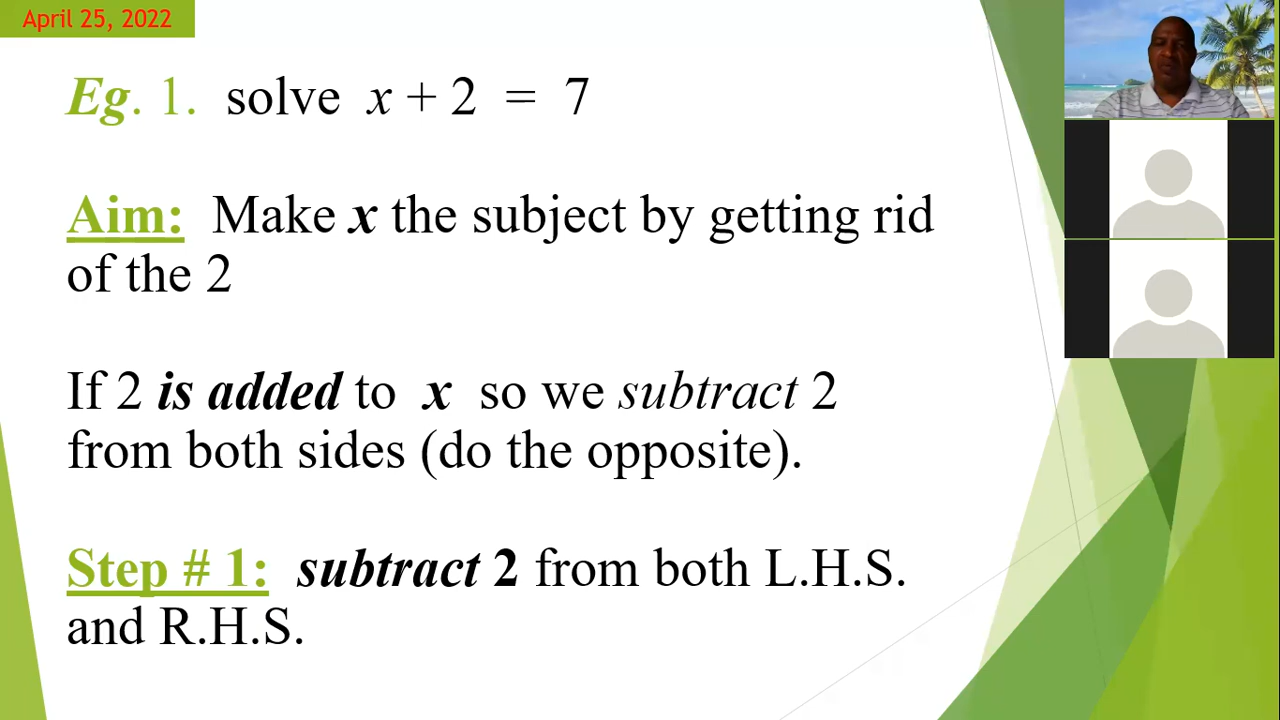 April 25, 2022
Eg. 1. solve x + 2 = 7
Aim: Make x the subject by getting rid
of the 2
If 2 is added to x so we subtract 2
from both sides (do the opposite).
Step # 1: subtract 2 from both L.H.S.
and R.H.S.